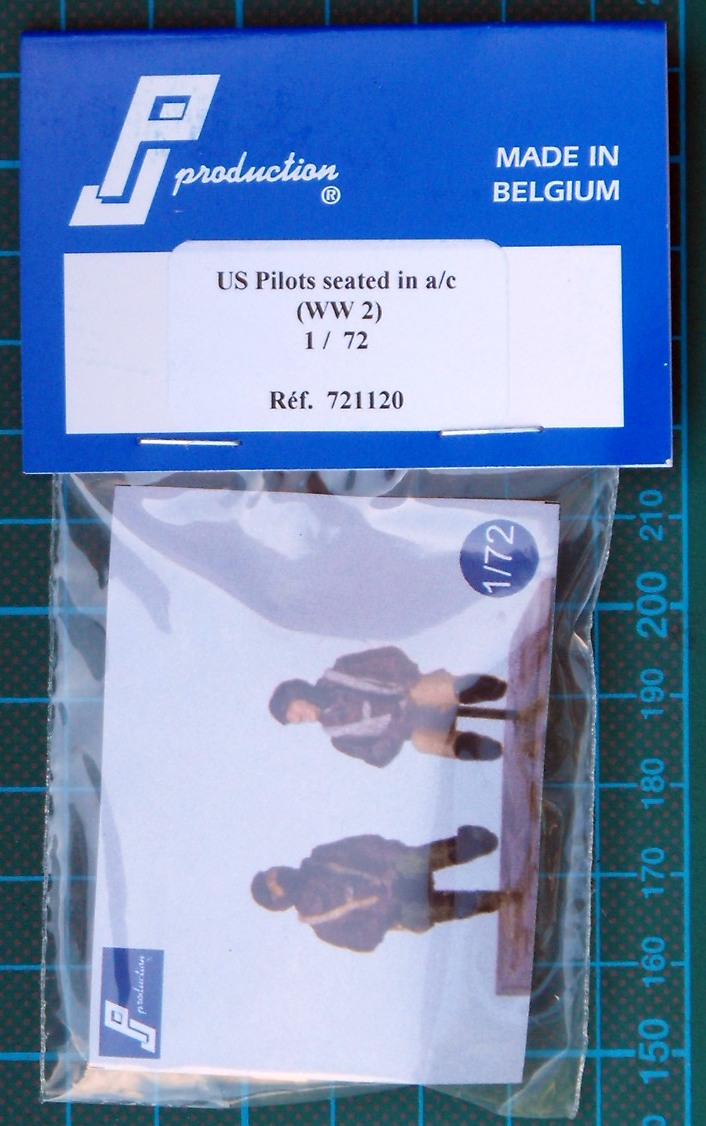 PJ production
®
MADE IN
BELGIUM
US Pilots seated in a/c
(WW 2)
1 / 72
Réf. 721120
1/72
PJ production
210
200
190
180
170
160
150